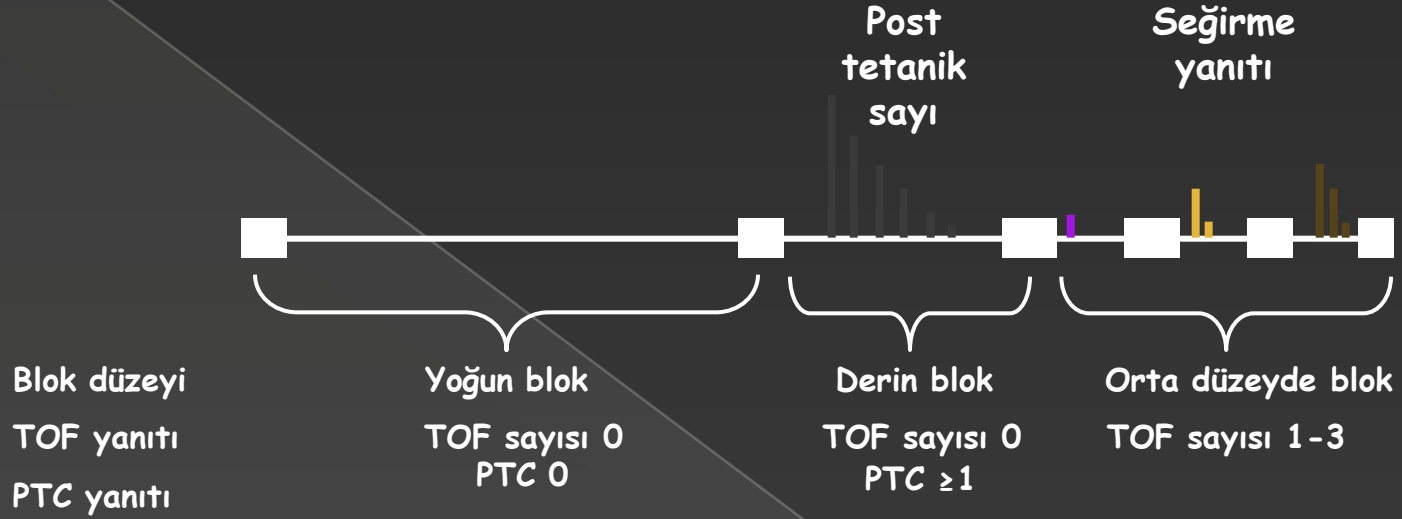 Post
tetanik
sayı
Seğirme
yanıtı
Blok düzeyi
Yoğun blok
Derin blok
Orta düzeyde blok
TOF yanıtı
TOF sayısı 0
TOF sayısı 0
TOF sayısı 1-3
PTC yanıtı
PTC 0
PTC ≥1